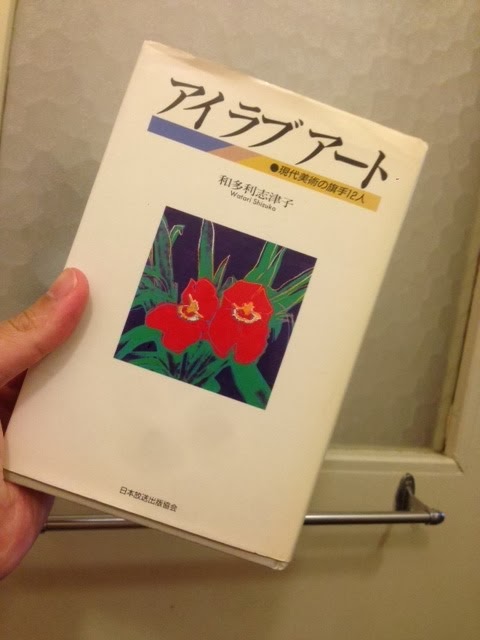 アイ ラブ アート
●現代美術の旗手12人
和多利志津子
Watari Shizuko
日本放送出版協会